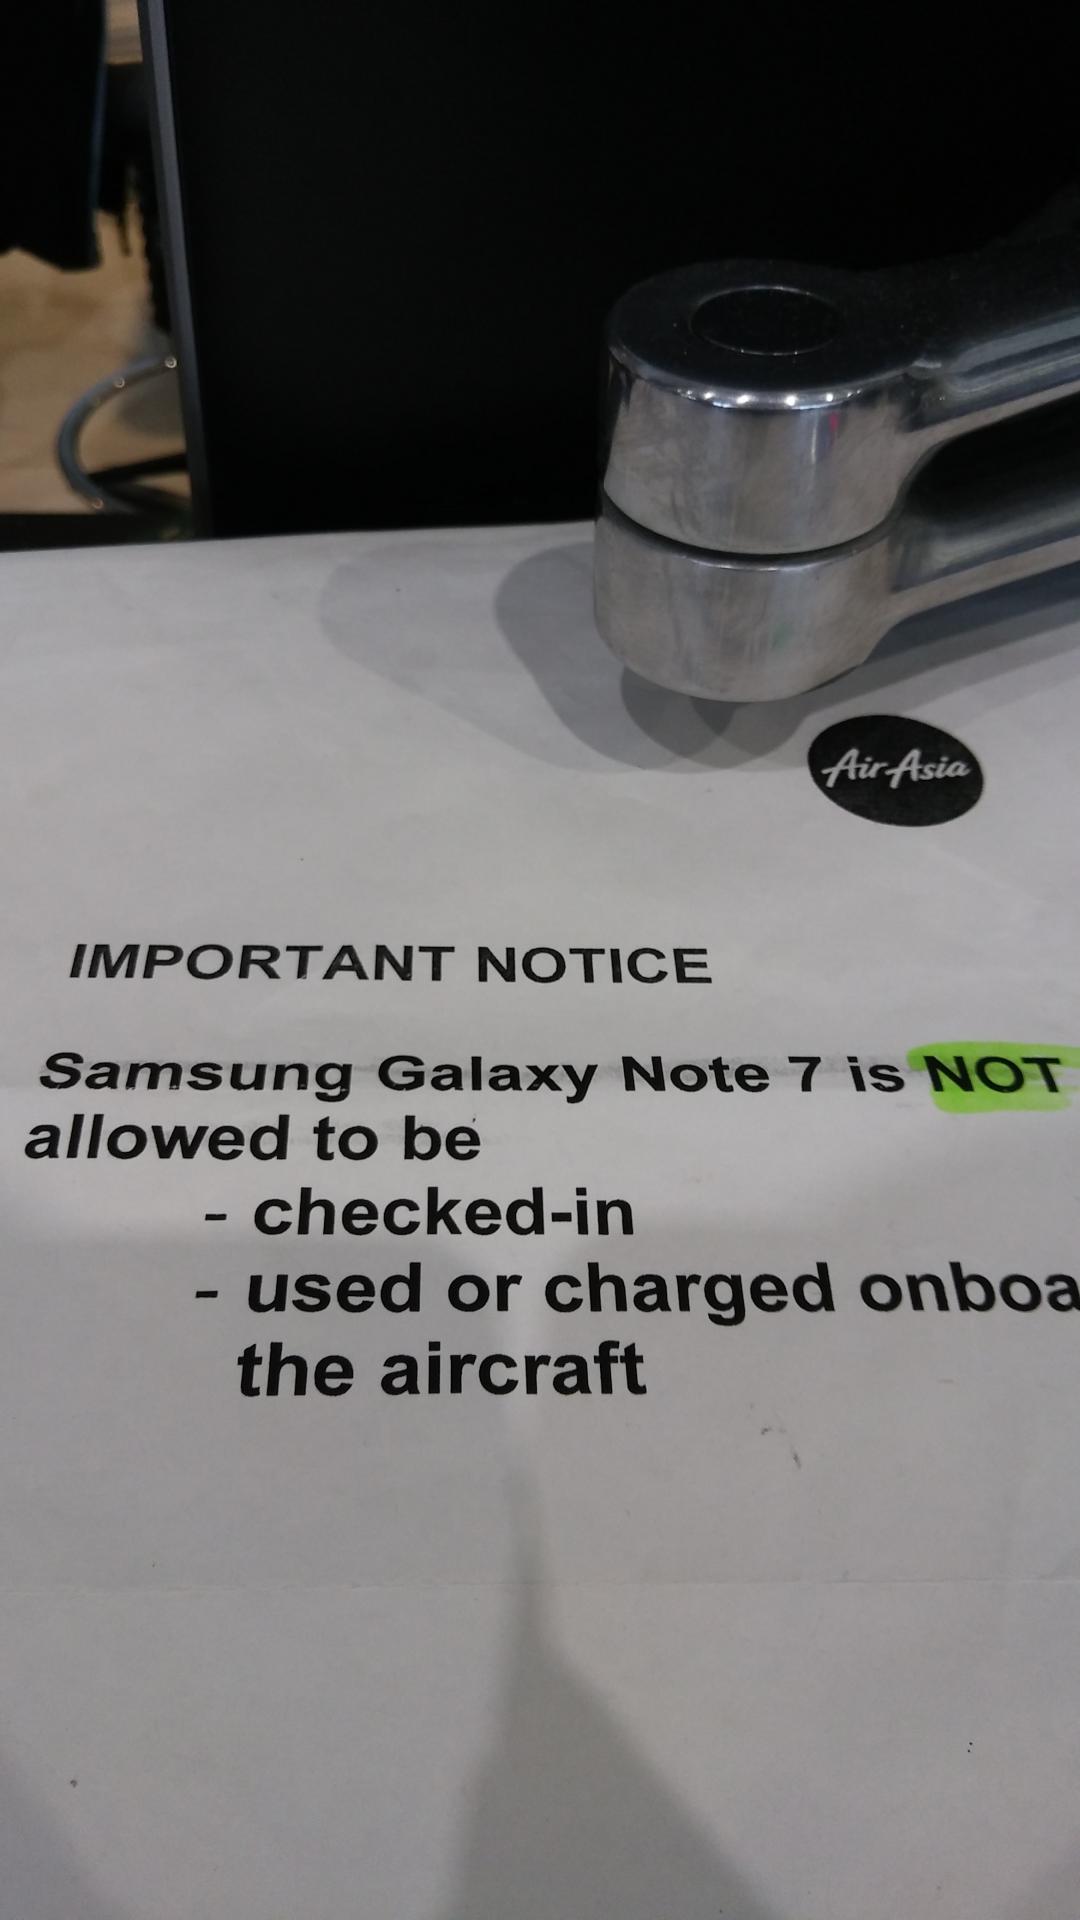 AirAsia
IMPORTANT NOTICE
Samsung Galaxy Note 7 is NOT
allowed to be
- checked-in
- used or charged onboa
the aircraft